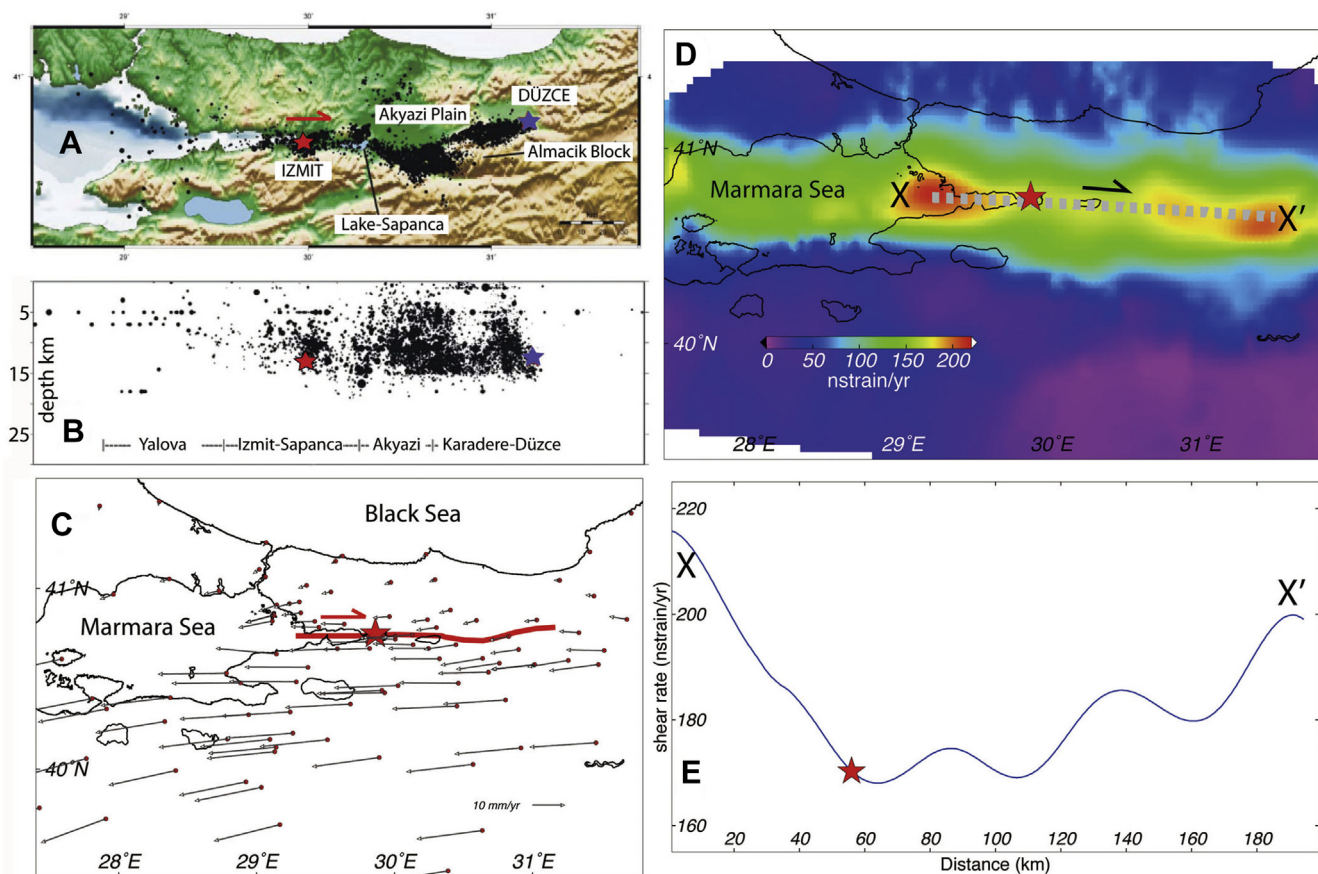 29°
30°
31°
41°
4
A
DÜZCE
Akyazi Plain
IZMIT
Almacik Block
Lake-Sapanca
29°
30°
31°
5
15
25
depth km
B
Yalova
Izmit-Sapanca
Akyazi
Karadere-Düzce
C
Black Sea
41°N
Marmara Sea
40°N
10 mm/yr
28°E
29°E
30°E
31°E
D
41°N
Marmara Sea
X
X'
40°N
0 50 100 150 200
nstrain/yr
28°E
29°E
30°E
31°E
220
200
180
160
shear rate (nstrain/yr)
X
X'
E
20 40 60 80 100 120 140 160 180
Distance (km)